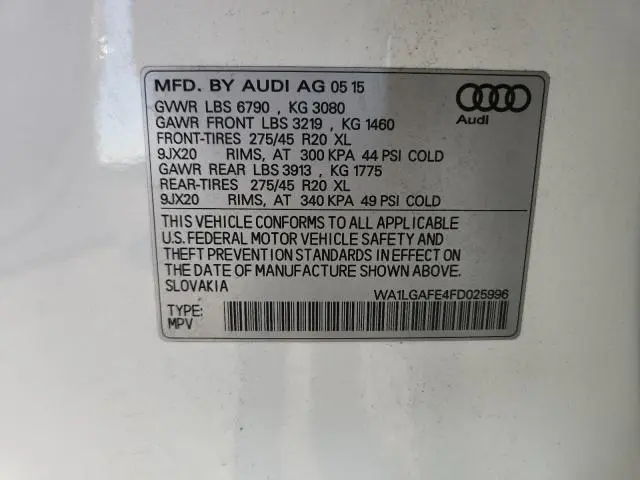 MFD. BY AUDI AG 05 15
GVWR LBS 6790 , KG 3080
GAWR FRONT LBS 3219 , KG 1460
FRONT-TIRES 275/45 R20 XL
9JX20 RIMS, AT 300 KPA 44 PSI COLD
GAWR REAR LBS 3913 , KG 1775
REAR-TIRES 275/45 R20 XL
9JX20 RIMS, AT 340 KPA 49 PSI COLD
Audi
THIS VEHICLE CONFORMS TO ALL APPLICABLE
U.S. FEDERAL MOTOR VEHICLE SAFETY AND
THEFT PREVENTION STANDARDS IN EFFECT ON
THE DATE OF MANUFACTURE SHOWN ABOVE.
SLOVAKIA
WA1LGAFE4FD025996
TYPE:
MPV